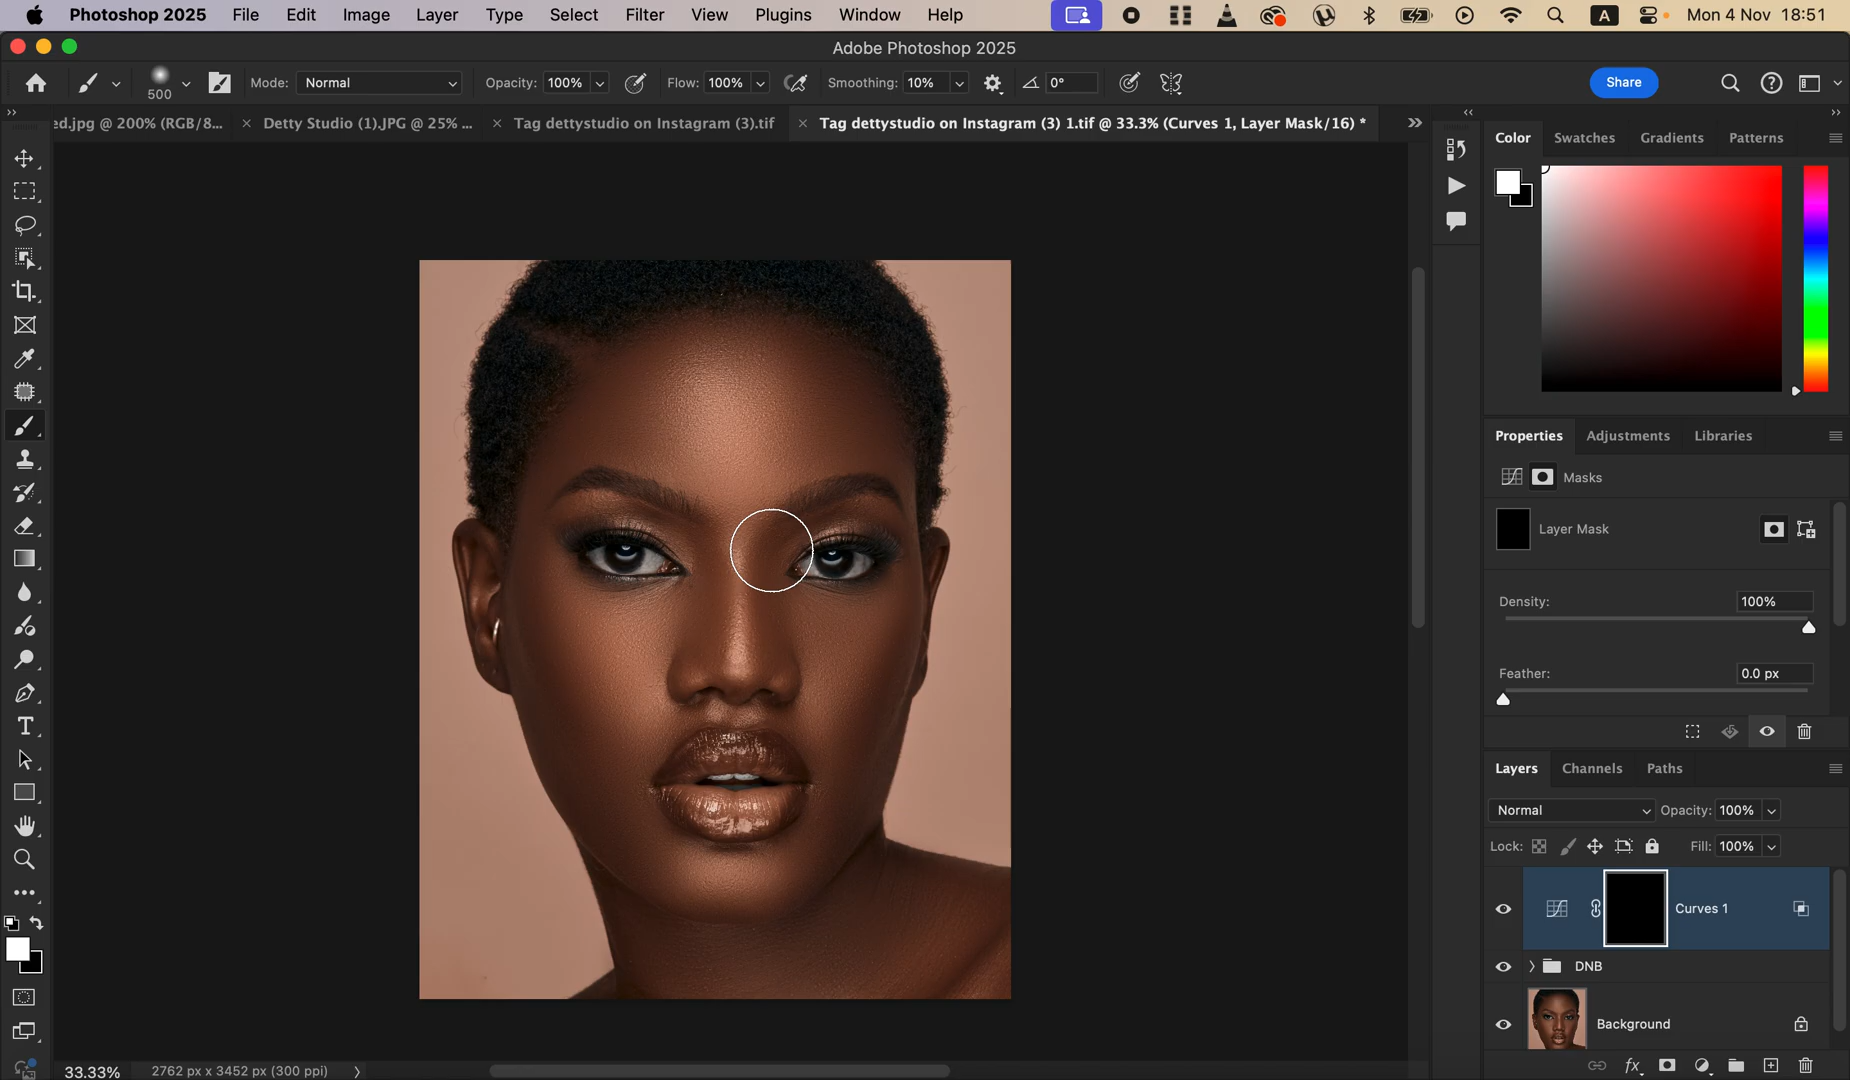 Photoshop 2025 File Edit Image Layer Type Select Filter View Plugins Window Help A Mon 4 Nov 18:51
Adobe Photoshop 2025
500 Mode: Normal Opacity: 100% Flow: 100% Smoothing: 10% 0° Share
ed.jpg @ 200% (RGB/8... × Detty Studio (1).JPG @ 25% ... × Tag dettystudio on Instagram (3).tif × Tag dettystudio on Instagram (3) 1.tif @ 33.3% (Curves 1, Layer Mask/16) *
Color Swatches Gradients Patterns
Properties Adjustments Libraries
Masks
Layer Mask
Density: 100%
Feather: 0.0 px
Layers Channels Paths
Normal Opacity: 100%
Lock: Fill: 100%
Curves 1
DNB
Background
fx
33.33% 2762 px x 3452 px (300 ppi)